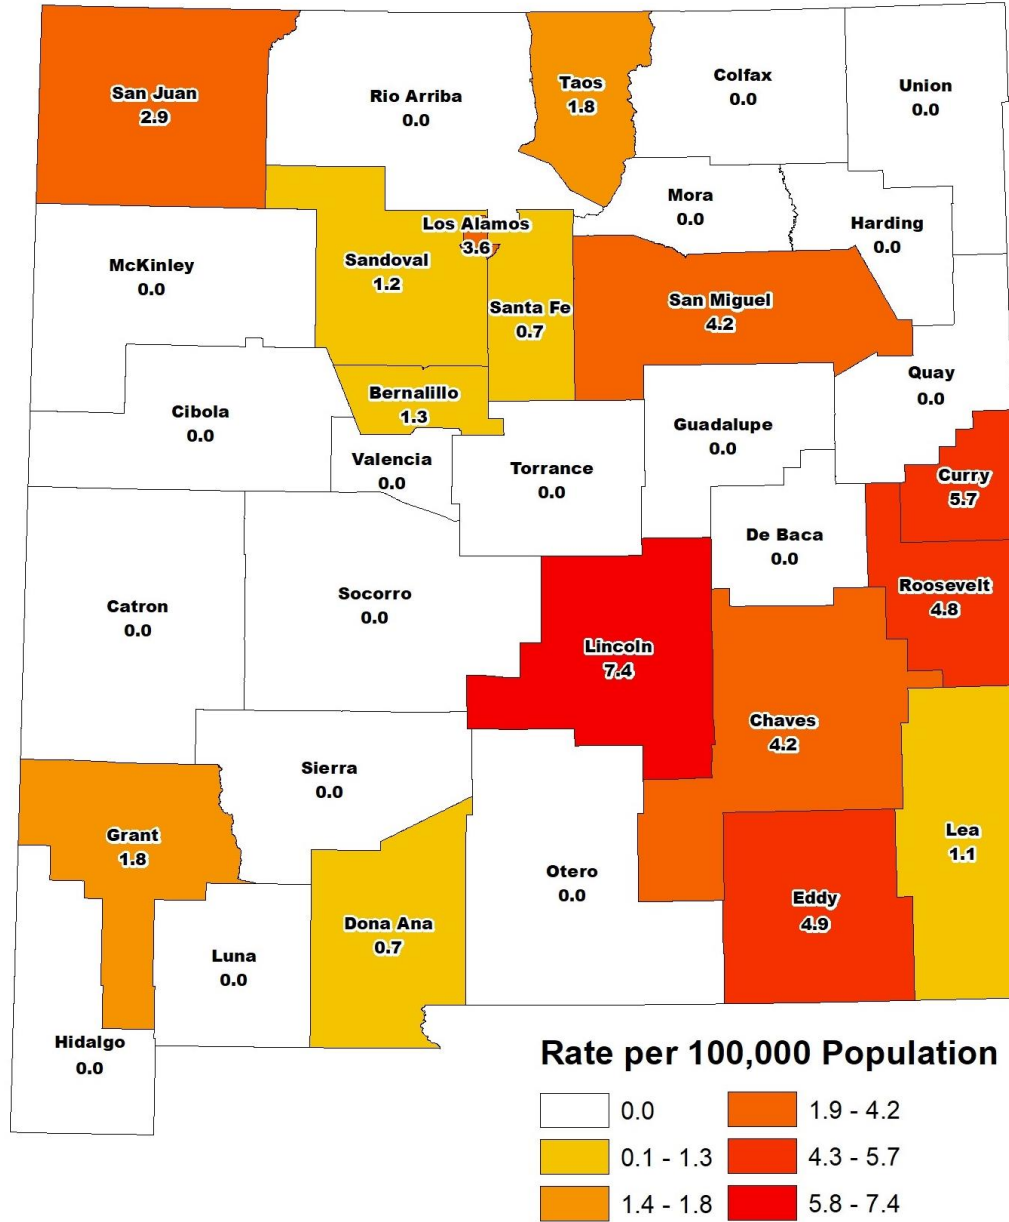 San Juan
2.9
Rio Arriba
0.0
Taos
1.8
Colfax
0.0
Union
0.0
Mora
0.0
Harding
0.0
Los Alamos
3.6
McKinley
0.0
Sandoval
1.2
Santa Fe
0.7
San Miguel
4.2
Quay
0.0
Bernalillo
1.3
Cibola
0.0
Guadalupe
0.0
Valencia
0.0
Torrance
0.0
Curry
5.7
De Baca
0.0
Roosevelt
4.8
Catron
0.0
Socorro
0.0
Lincoln
7.4
Chaves
4.2
Sierra
0.0
Grant
1.8
Lea
1.1
Otero
0.0
Eddy
4.9
Dona Ana
0.7
Luna
0.0
Hidalgo
0.0
Rate per 100,000 Population
0.0
0.1 - 1.3
1.4 - 1.8
1.9 - 4.2
4.3 - 5.7
5.8 - 7.4